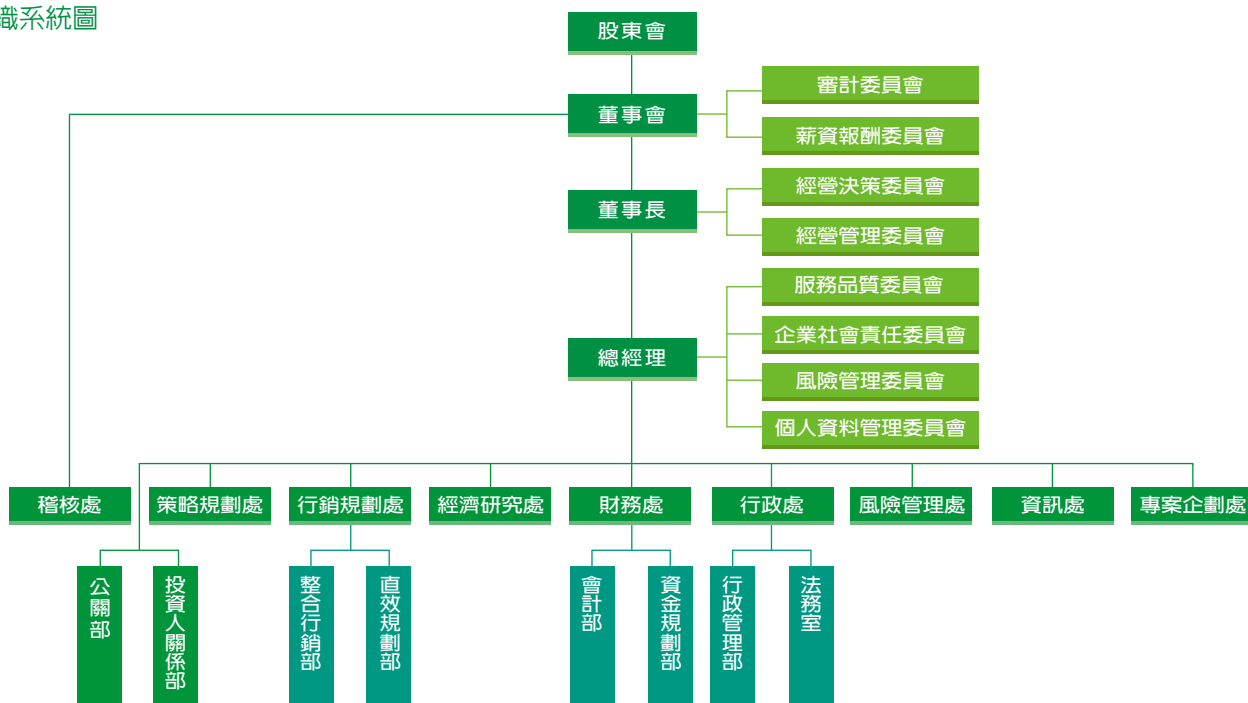 織系統圖
股東會
董事會
審計委員會
薪資報酬委員會
董事長
經營決策委員會
經營管理委員會
總經理
服務品質委員會
企業社會責任委員會
風險管理委員會
個人資料管理委員會
稽核處
策略規劃處
行銷規劃處
經濟研究處
財務處
行政處
風險管理處
資訊處
專案企劃處
公關部
投資人關係部
整合行銷部
直效規劃部
會計部
資金規劃部
行政管理部
法務室